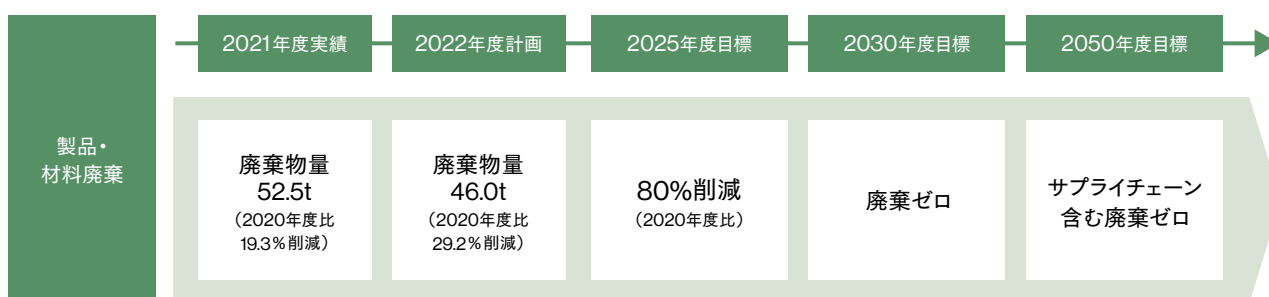 製品・
材料廃棄
2021年度実績
2022年度計画
2025年度目標
2030年度目標
2050年度目標
廃棄物量
52.5t
（2020年度比
19.3％削減）
廃棄物量
46.0t
（2020年度比
29.2％削減）
80%削減
（2020年度比）
廃棄ゼロ
サプライチェーン
含む廃棄ゼロ